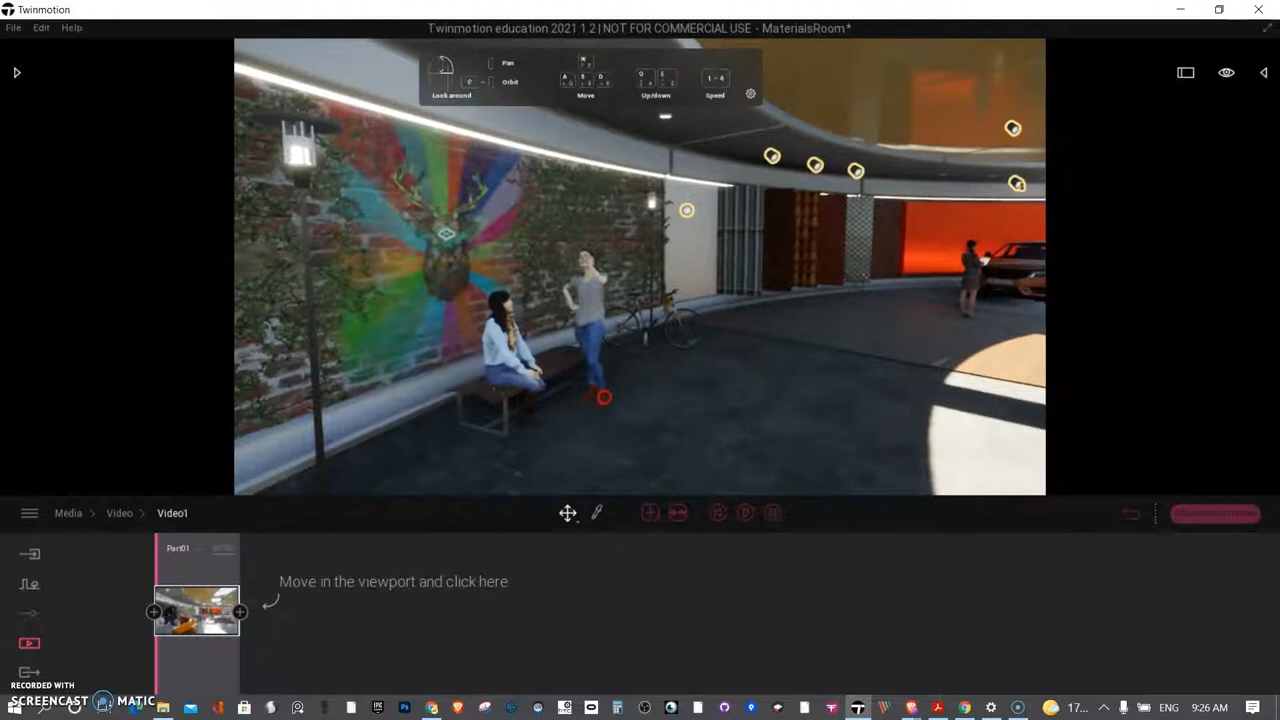 Twinmotion
File Edit Help
Twinmotion education 2021 1.2 | NOT FOR COMMERCIAL USE - MaterialsRoom*
Look around
Pan
Orbit
W
A S D
Move
Q E
Up/down
1 - 4
Speed
Media Video Video1
Part01
Move in the viewport and click here
RECORDED WITH
SCREENCAST MATIC
17... ENG 9:26 AM